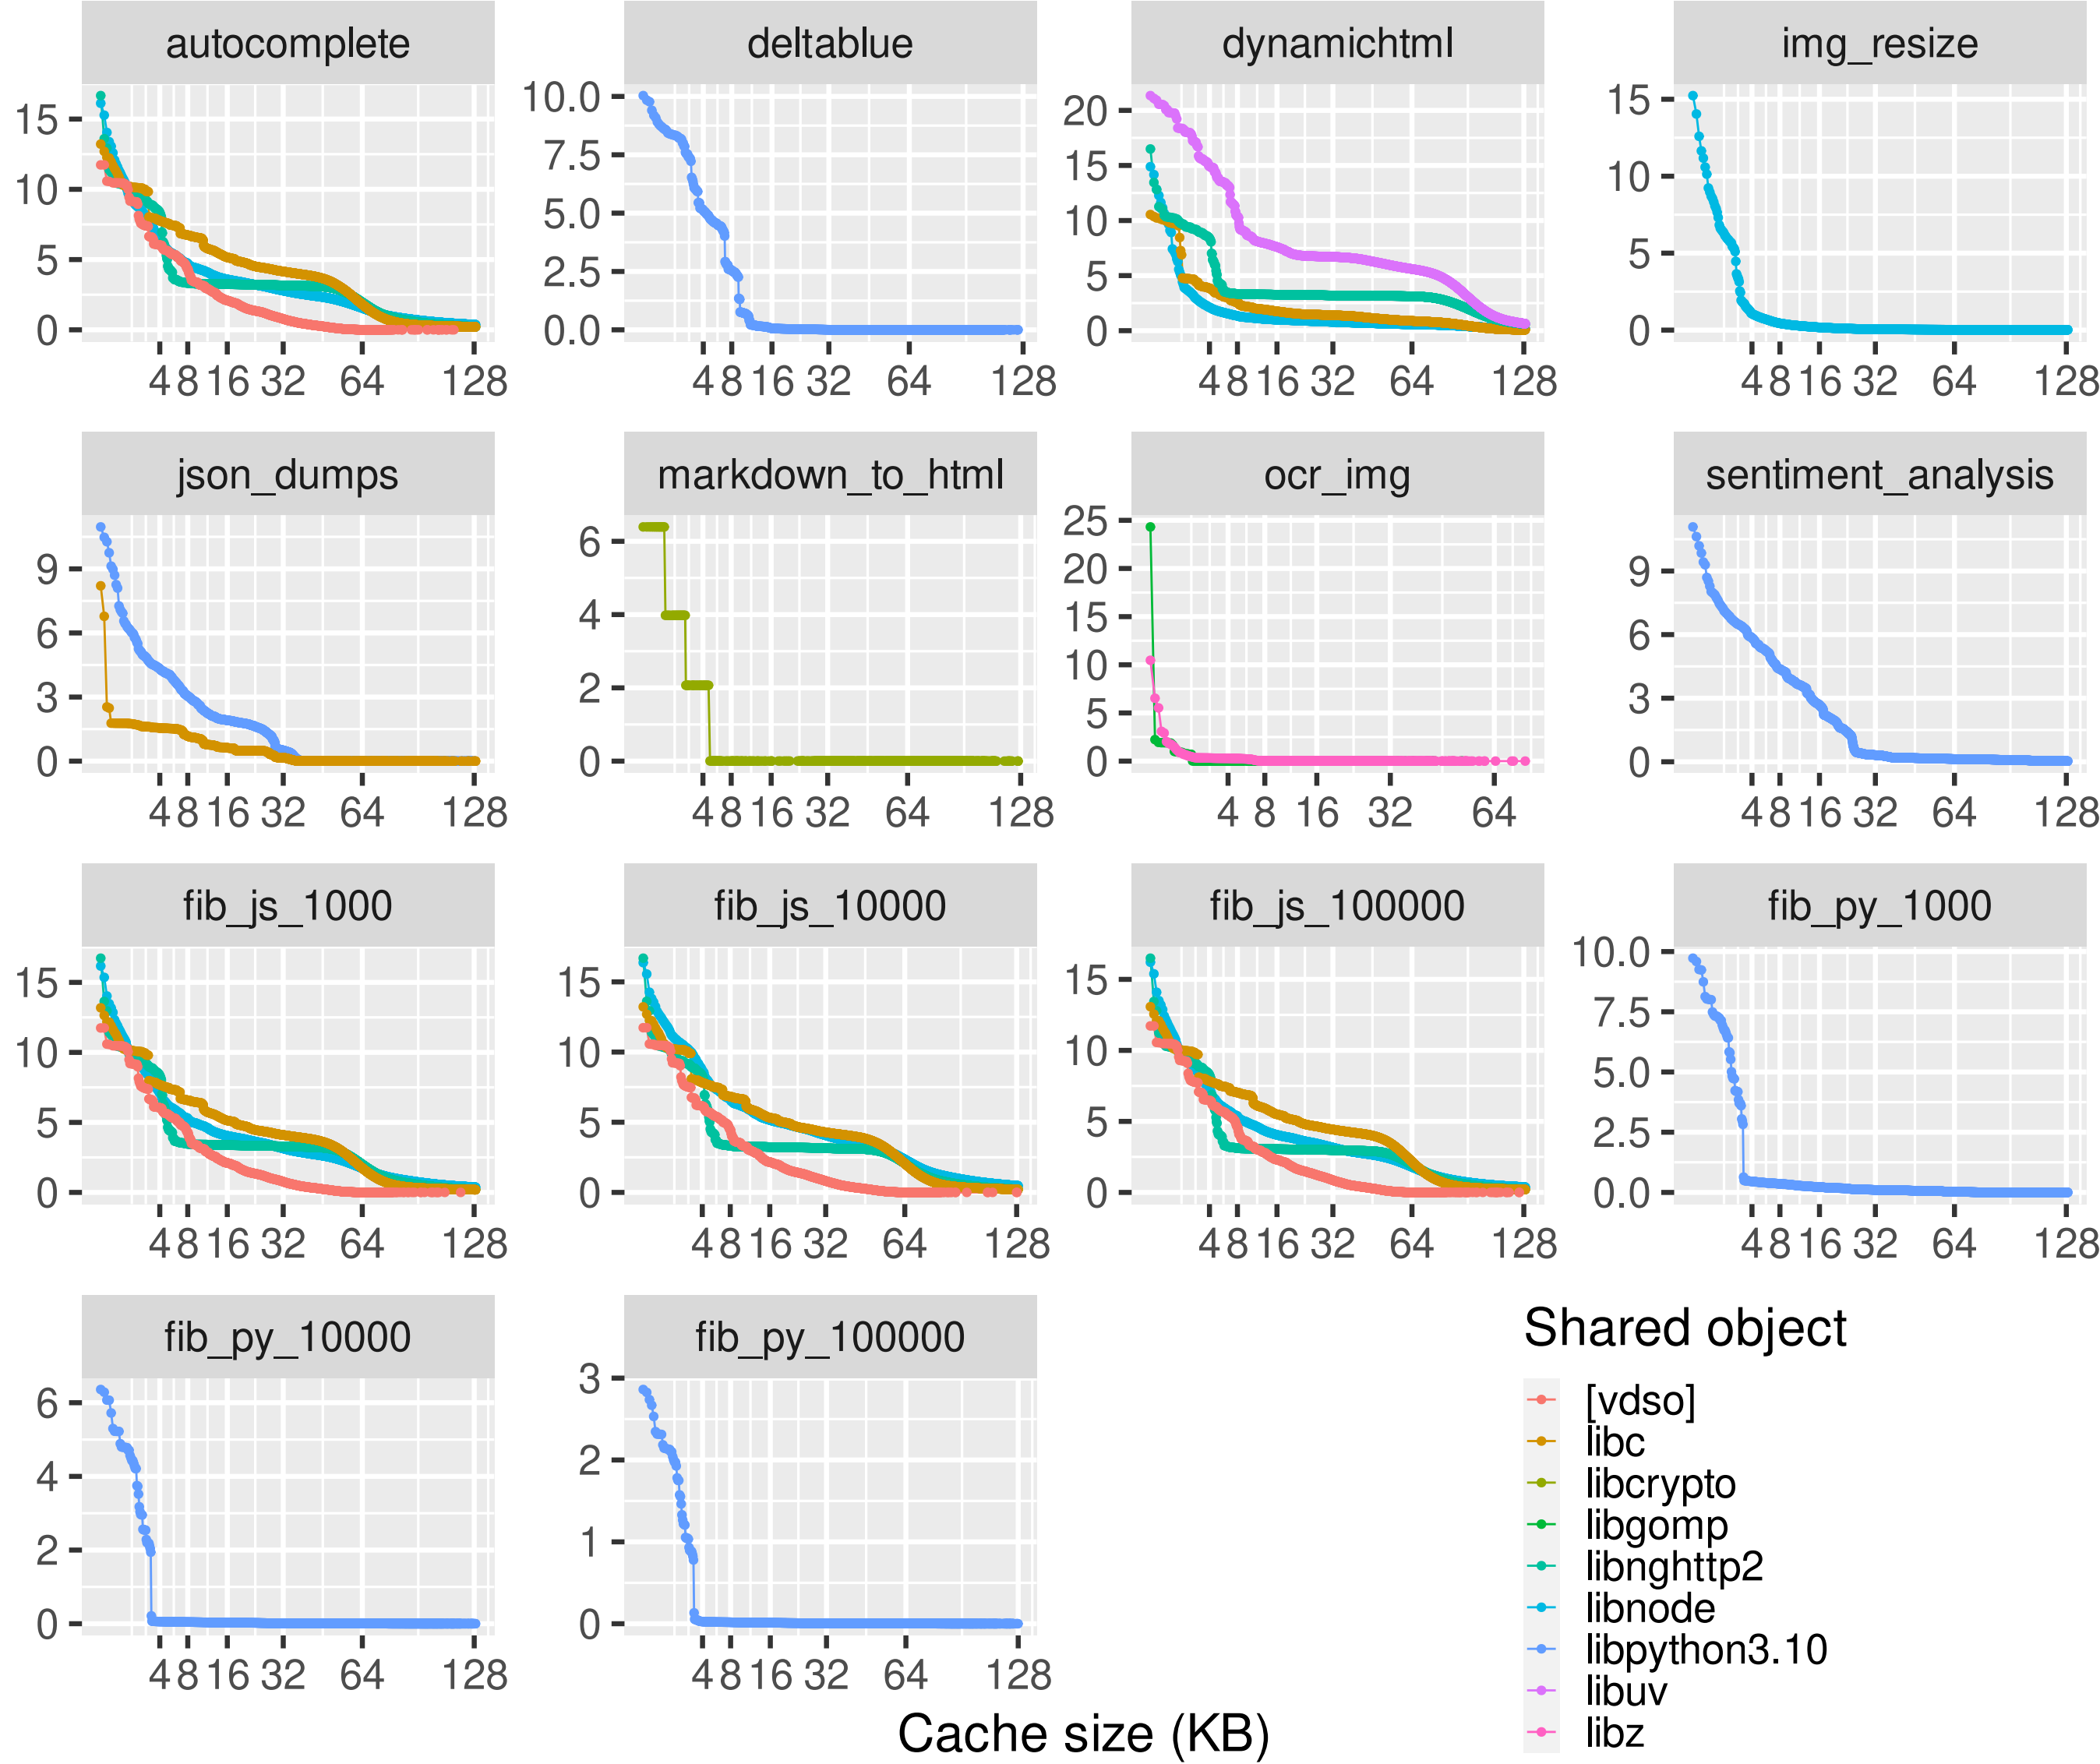 autocomplete
deltablue
dynamichtml
img_resize
15
10
5
0
4 8 16 32 64 128
10.0
7.5
5.0
2.5
0.0
4 8 16 32 64 128
20
15
10
5
0
4 8 16 32 64 128
15
10
5
0
4 8 16 32 64 128
json_dumps
markdown_to_html
ocr_img
sentiment_analysis
9
6
3
0
4 8 16 32 64 128
6
4
2
0
4 8 16 32 64 128
25
20
15
10
5
0
4 8 16 32 64
9
6
3
0
4 8 16 32 64 128
fib_js_1000
fib_js_10000
fib_js_100000
fib_py_1000
15
10
5
0
4 8 16 32 64 128
15
10
5
0
4 8 16 32 64 128
15
10
5
0
4 8 16 32 64 128
10.0
7.5
5.0
2.5
0.0
4 8 16 32 64 128
fib_py_10000
fib_py_100000
6
4
2
0
4 8 16 32 64 128
3
2
1
0
4 8 16 32 64 128
Cache size (KB)
Shared object
[vdso]
libc
libcrypto
libgomp
libnghttp2
libnode
libpython3.10
libuv
libz